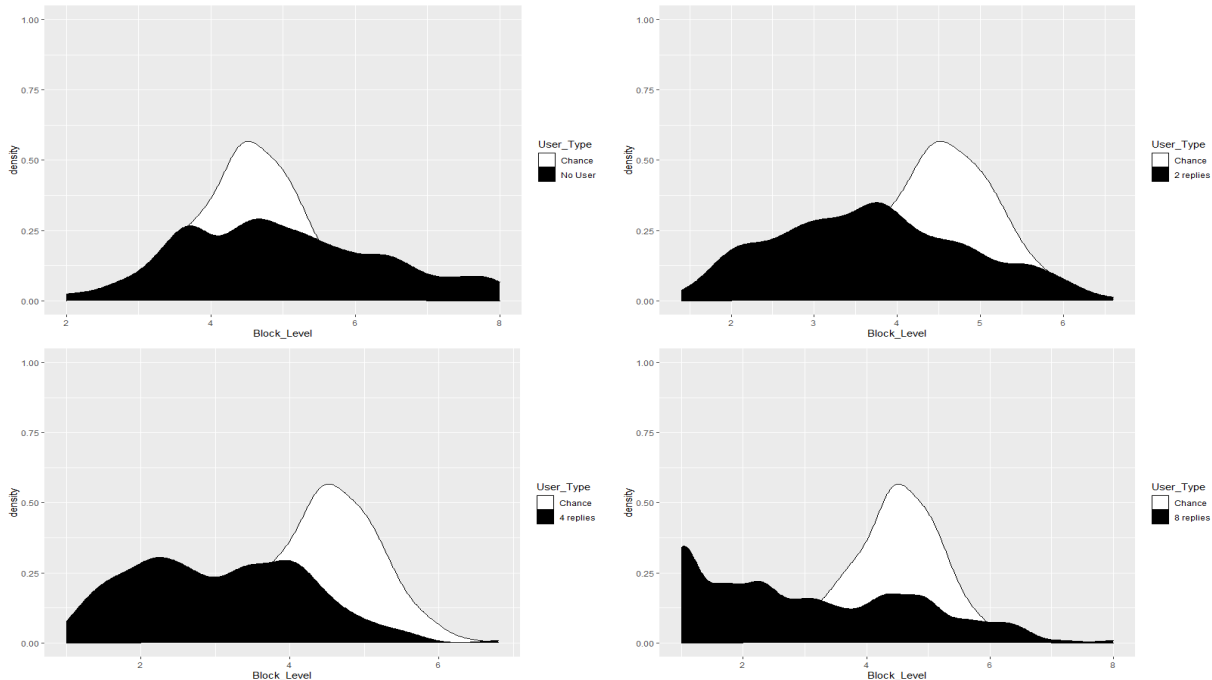 1.00
0.75
0.50
0.25
0.00
density
2
4
6
8
Block_Level
User_Type
Chance
No User
1.00
0.75
0.50
0.25
0.00
density
2
3
4
5
6
Block_Level
User_Type
Chance
2 replies
1.00
0.75
0.50
0.25
0.00
density
2
4
6
Block_Level
User_Type
Chance
4 replies
1.00
0.75
0.50
0.25
0.00
density
2
4
6
8
Block_Level
User_Type
Chance
8 replies